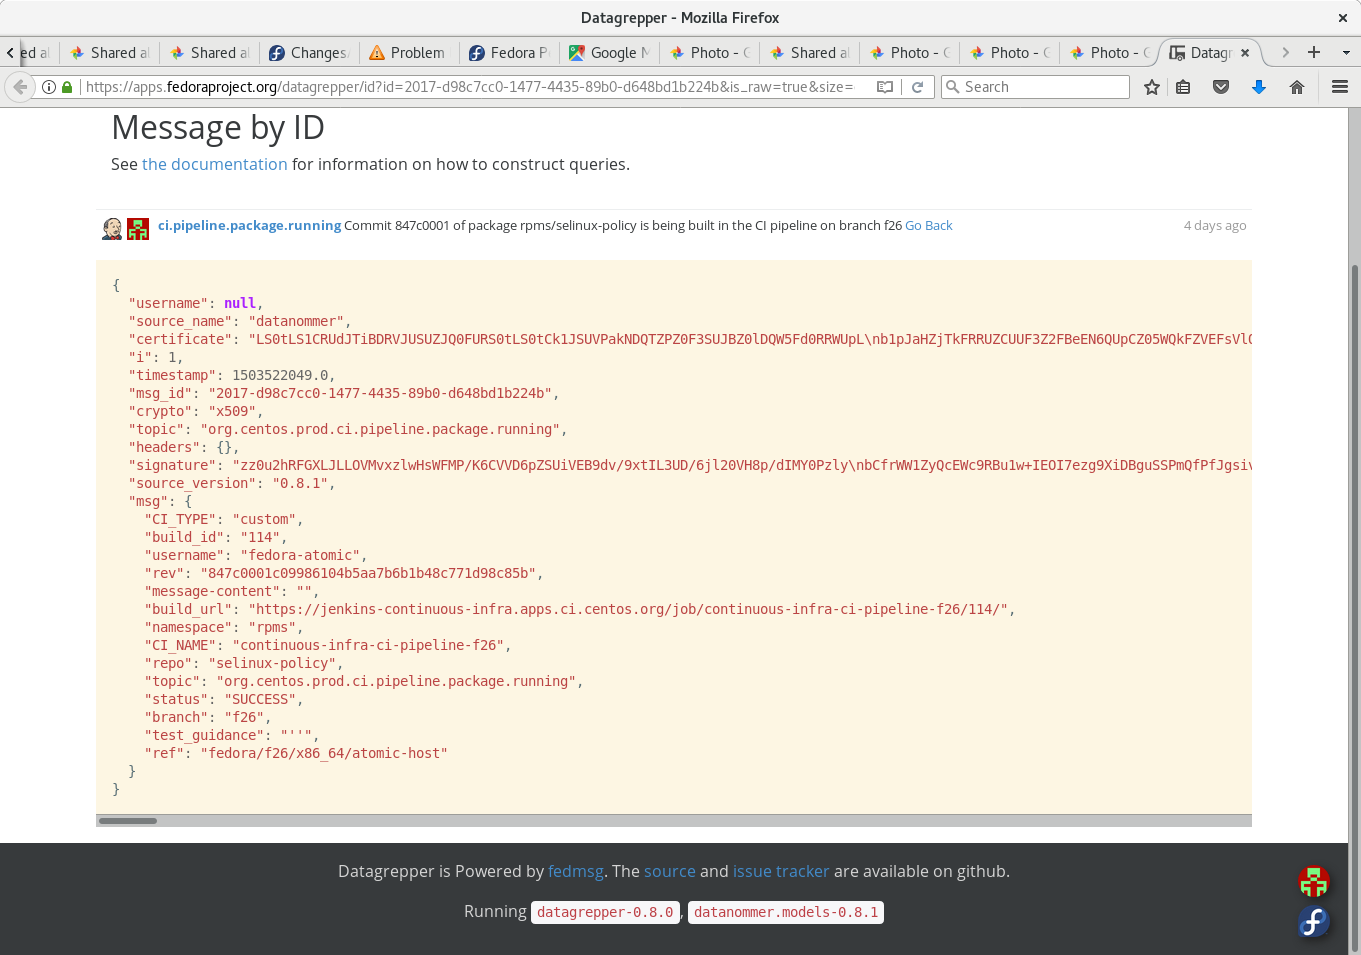 Datagrepper - Mozilla Firefox
ed al Shared al Shared al Changes Problem Fedora P Google M Photo - G Shared al Photo - G Photo - G Photo - G Datagr
https://apps.fedoraproject.org/datagrepper/id?id=2017-d98c7cc0-1477-4435-89b0-d648bd1b224b&is_raw=true&size= Search
Message by ID
See the documentation for information on how to construct queries.
ci.pipeline.package.running Commit 847c0001 of package rpms/selinux-policy is being built in the CI pipeline on branch f26 Go Back 4 days ago
{
"username": null,
"source_name": "datanommer",
"certificate": "LS0tLS1CRUdJTiBDRVJUSUZJQ0FURS0tLS0tCk1JSUVPakNDQTZPZ0F3SUJBZ0lDQW5Fd0RRWUpL\nb1pJaHZjTkFRRUZCUUF3Z2FBeEN6QUpCZ05WQkFZVEFsVlC
"i": 1,
"timestamp": 1503522049.0,
"msg_id": "2017-d98c7cc0-1477-4435-89b0-d648bd1b224b",
"crypto": "x509",
"topic": "org.centos.prod.ci.pipeline.package.running",
"headers": {},
"signature": "zz0u2hRFGXLJLLOVMvxzlwHsWFMP/K6CVVD6pZSUiVEB9dv/9xtIL3UD/6jl20VH8p/dIMY0Pzly\nbCfrWW1ZyQcEWc9RBu1w+IEOI7ezg9XiDBguSSPmQfPfJgsiv
"source_version": "0.8.1",
"msg": {
"CI_TYPE": "custom",
"build_id": "114",
"username": "fedora-atomic",
"rev": "847c0001c09986104b5aa7b6b1b48c771d98c85b",
"message-content": "",
"build_url": "https://jenkins-continuous-infra.apps.ci.centos.org/job/continuous-infra-ci-pipeline-f26/114/",
"namespace": "rpms",
"CI_NAME": "continuous-infra-ci-pipeline-f26",
"repo": "selinux-policy",
"topic": "org.centos.prod.ci.pipeline.package.running",
"status": "SUCCESS",
"branch": "f26",
"test_guidance": "''",
"ref": "fedora/f26/x86_64/atomic-host"
}
}
Datagrepper is Powered by fedmsg. The source and issue tracker are available on github.
Running datagrepper-0.8.0, datanommer.models-0.8.1